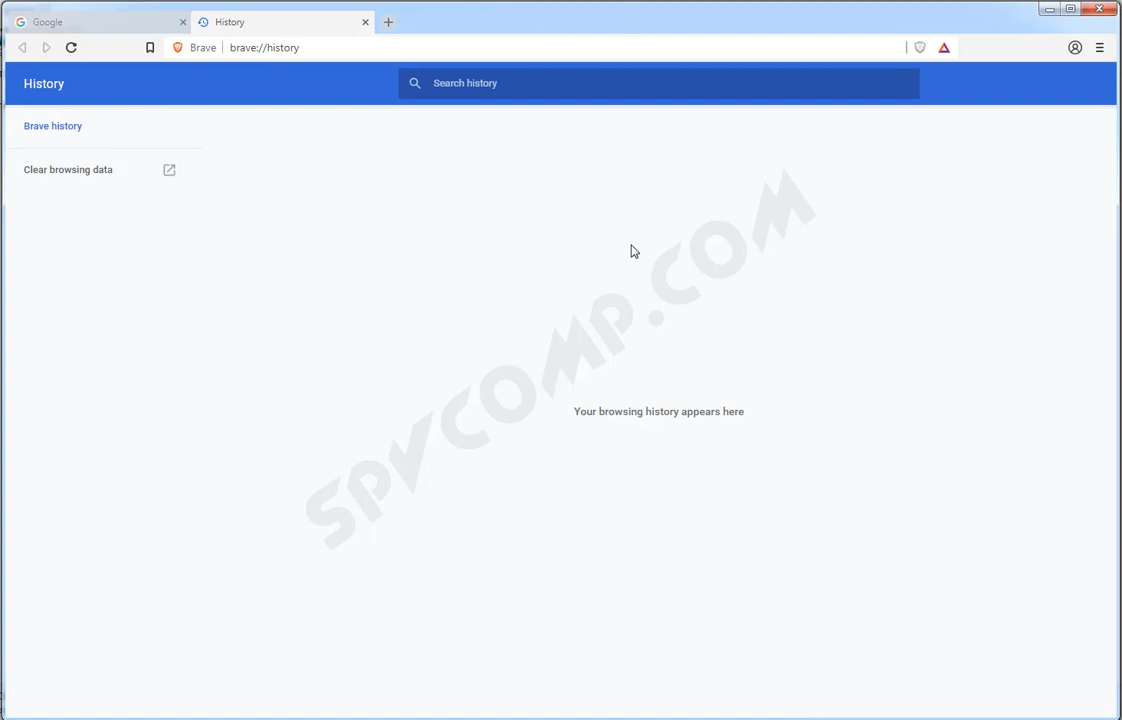 Google
History
Brave
brave://history
History
Search history
Brave history
Clear browsing data
Your browsing history appears here
SPVCOMP.COM